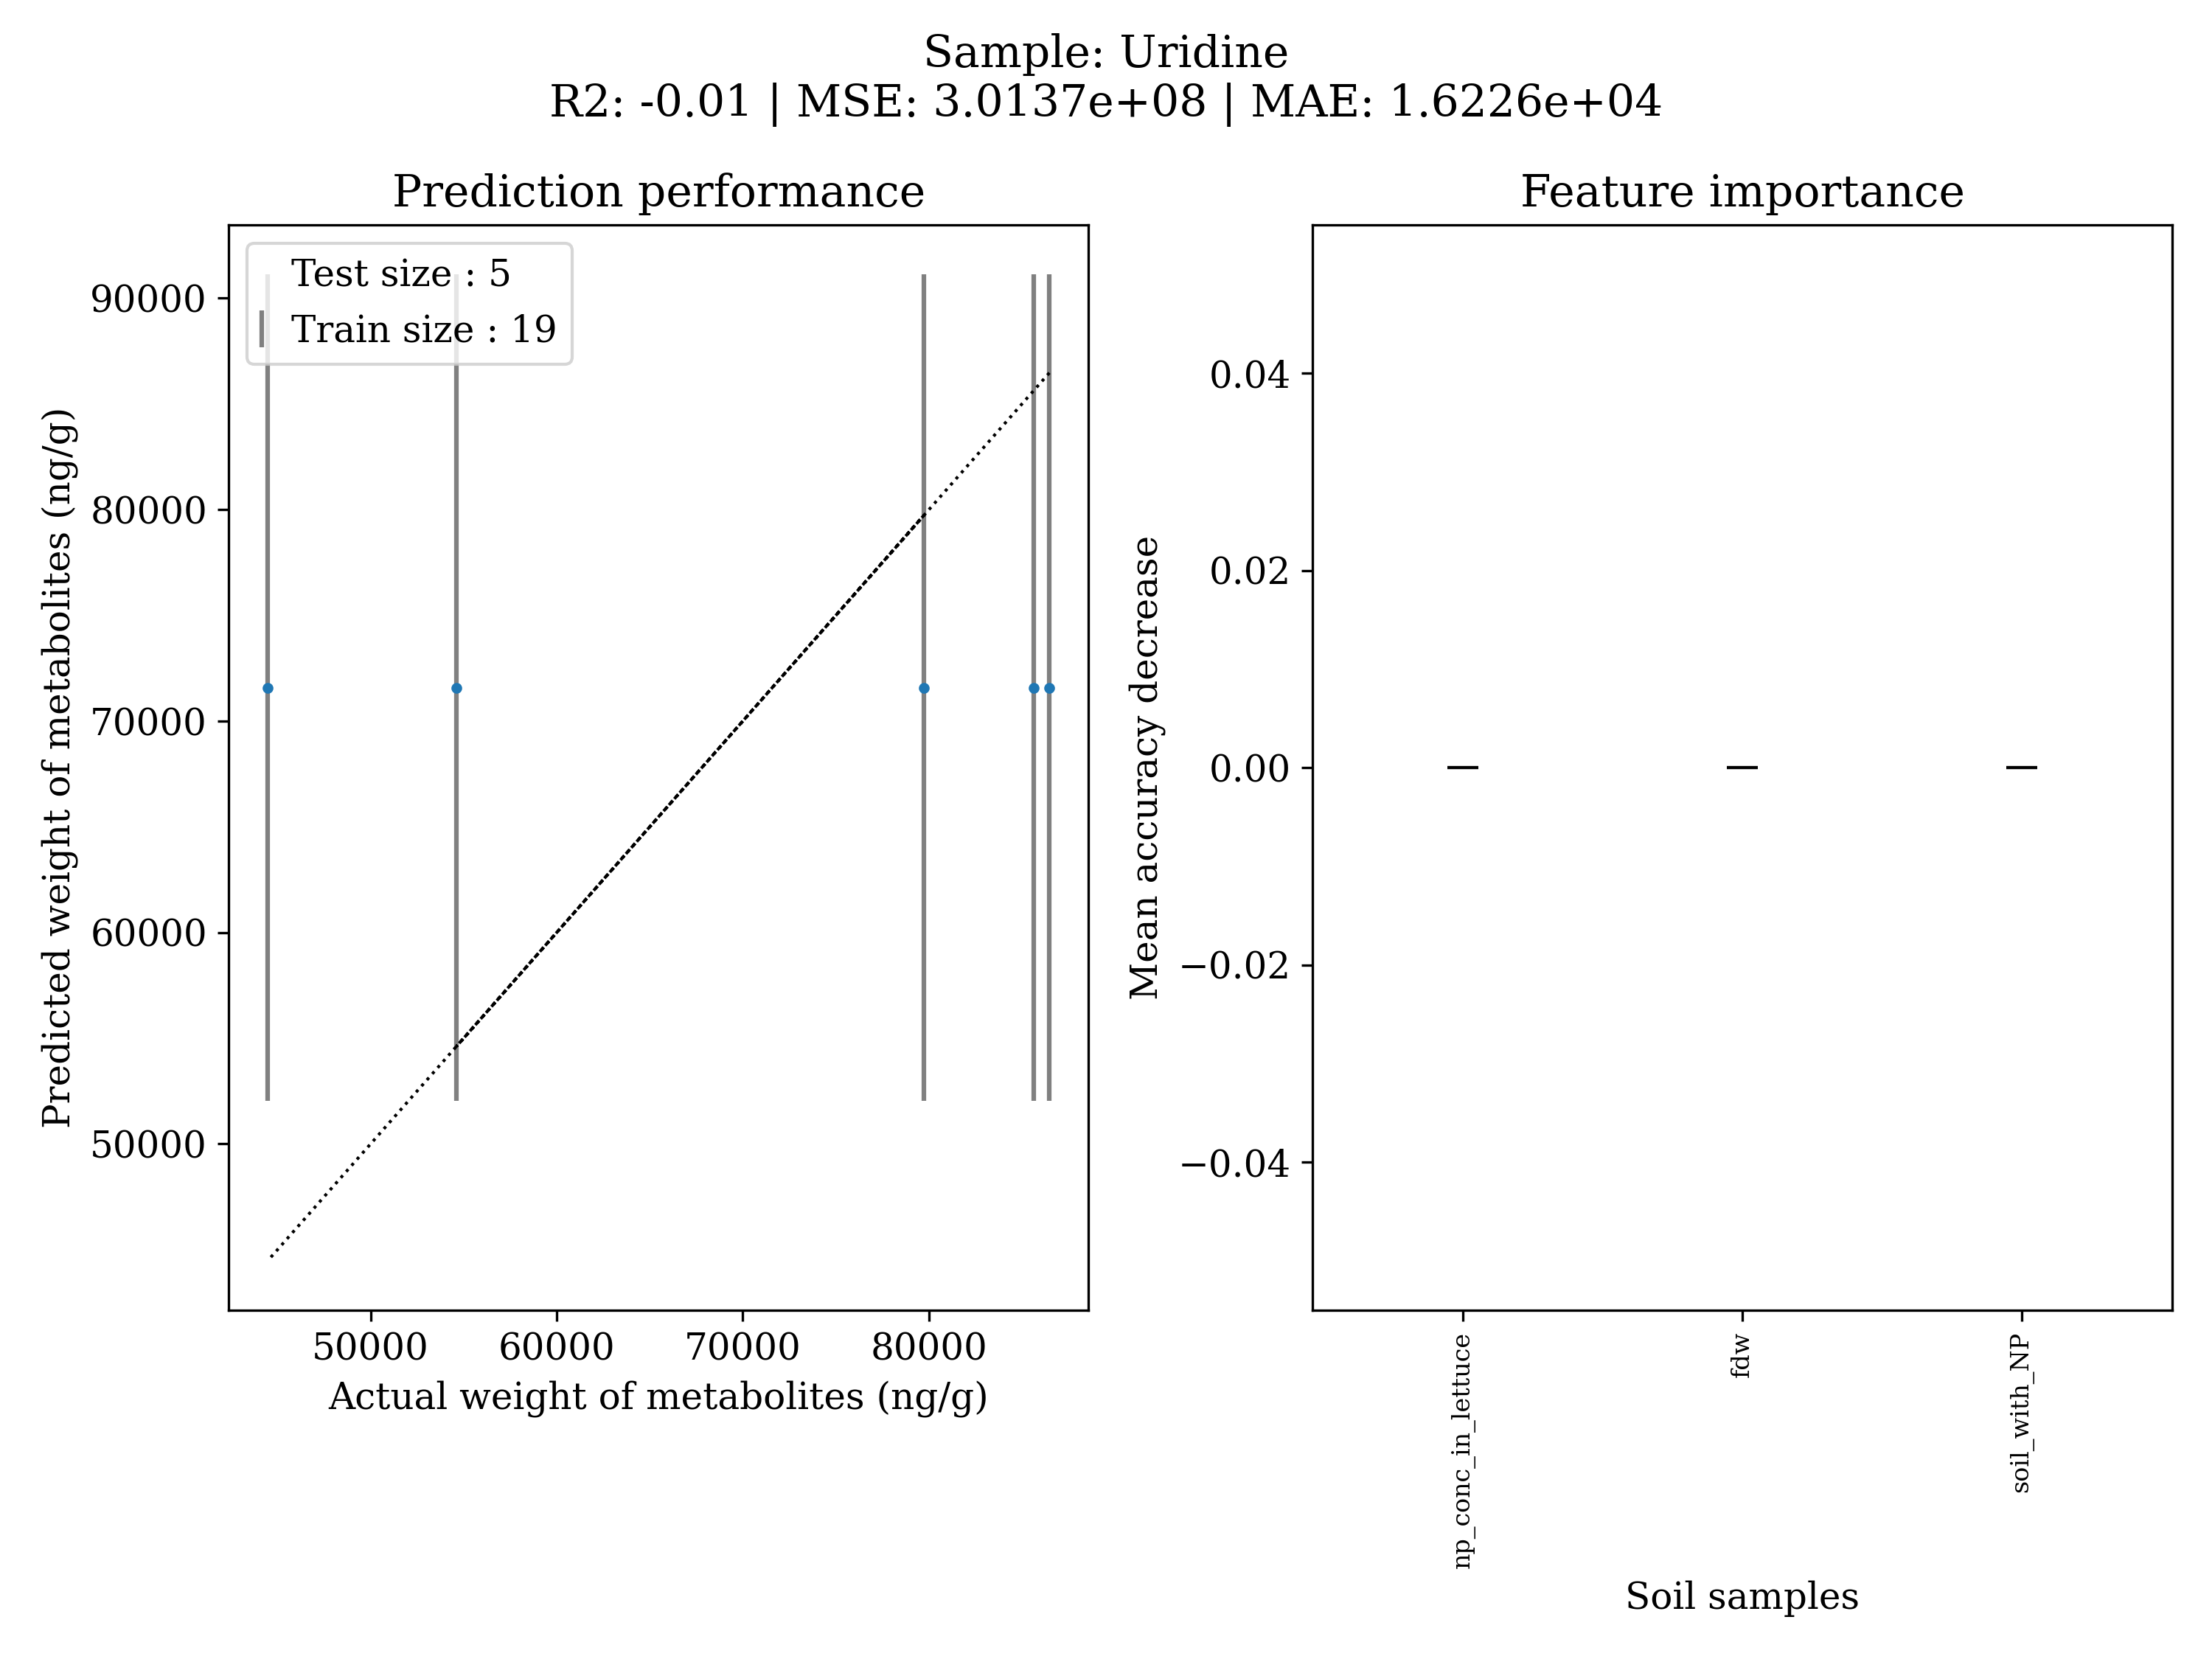 Sample: Uridine
R2: -0.01 | MSE: 3.0137e+08 | MAE: 1.6226e+04
Prediction performance
Test size : 5
Train size : 19
90000
80000
70000
60000
50000
Predicted weight of metabolites (ng/g)
50000 60000 70000 80000
Actual weight of metabolites (ng/g)
Feature importance
0.04
0.02
0.00
−0.02
−0.04
Mean accuracy decrease
np_conc_in_lettuce
fdw
soil_with_NP
Soil samples